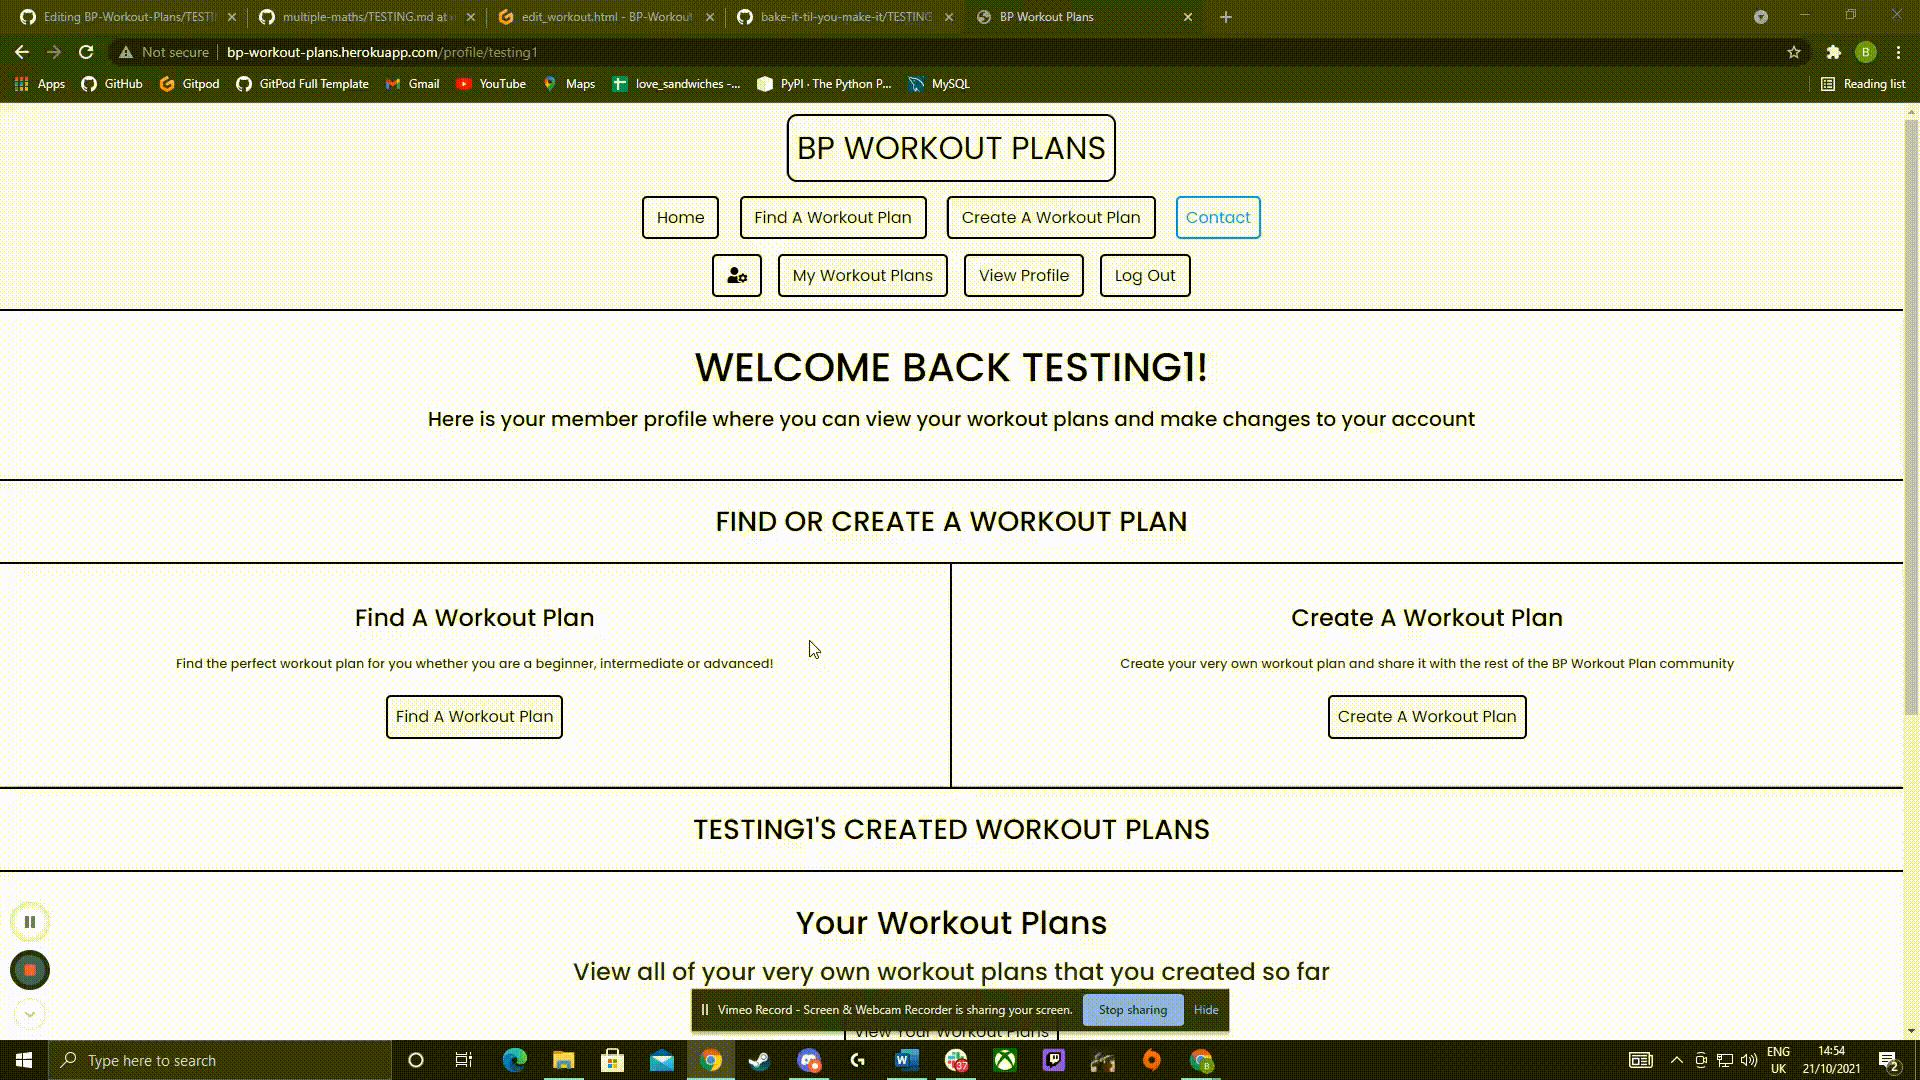 Editing BP-Workout-Plans/TESTI
multiple-maths/TESTING.md at
edit_workout.html - BP-Workout
bake-it-til-you-make-it/TESTING
BP Workout Plans
Not secure
bp-workout-plans.herokuapp.com/profile/testing1
B
Apps
GitHub
Gitpod
GitPod Full Template
Gmail
YouTube
Maps
love_sandwiches -...
PyPI · The Python P...
MySQL
Reading list
BP WORKOUT PLANS
Home
Find A Workout Plan
Create A Workout Plan
Contact
My Workout Plans
View Profile
Log Out
WELCOME BACK TESTING1!
Here is your member profile where you can view your workout plans and make changes to your account
FIND OR CREATE A WORKOUT PLAN
Find A Workout Plan
Find the perfect workout plan for you whether you are a beginner, intermediate or advanced!
Find A Workout Plan
Create A Workout Plan
Create your very own workout plan and share it with the rest of the BP Workout Plan community
Create A Workout Plan
TESTING1'S CREATED WORKOUT PLANS
Your Workout Plans
View all of your very own workout plans that you created so far
Vimeo Record - Screen & Webcam Recorder is sharing your screen.
Stop sharing
Hide
View Your Workout Plans
Type here to search
37
B
ENG
UK
14:54
21/10/2021
2